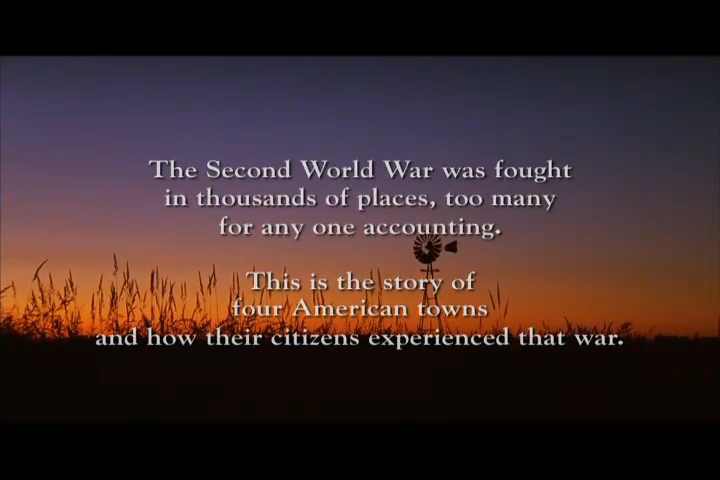 The Second World War was fought
in thousands of places, too many
for any one accounting.
This is the story of
four American towns
and how their citizens experienced that war.